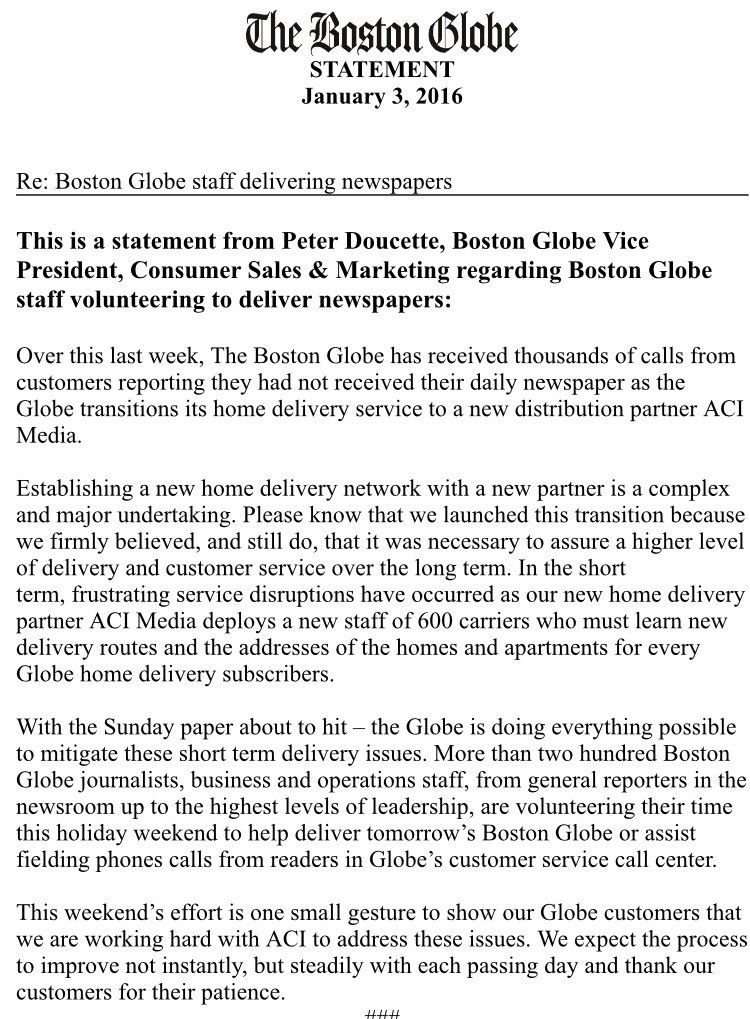 The Boston Globe
STATEMENT
January 3, 2016
Re: Boston Globe staff delivering newspapers
This is a statement from Peter Doucette, Boston Globe Vice
President, Consumer Sales & Marketing regarding Boston Globe
staff volunteering to deliver newspapers:
Over this last week, The Boston Globe has received thousands of calls from
customers reporting they had not received their daily newspaper as the
Globe transitions its home delivery service to a new distribution partner ACI
Media.
Establishing a new home delivery network with a new partner is a complex
and major undertaking. Please know that we launched this transition because
we firmly believed, and still do, that it was necessary to assure a higher level
of delivery and customer service over the long term. In the short
term, frustrating service disruptions have occurred as our new home delivery
partner ACI Media deploys a new staff of 600 carriers who must learn new
delivery routes and the addresses of the homes and apartments for every
Globe home delivery subscribers.
With the Sunday paper about to hit – the Globe is doing everything possible
to mitigate these short term delivery issues. More than two hundred Boston
Globe journalists, business and operations staff, from general reporters in the
newsroom up to the highest levels of leadership, are volunteering their time
this holiday weekend to help deliver tomorrow’s Boston Globe or assist
fielding phones calls from readers in Globe’s customer service call center.
This weekend’s effort is one small gesture to show our Globe customers that
we are working hard with ACI to address these issues. We expect the process
to improve not instantly, but steadily with each passing day and thank our
customers for their patience.
###